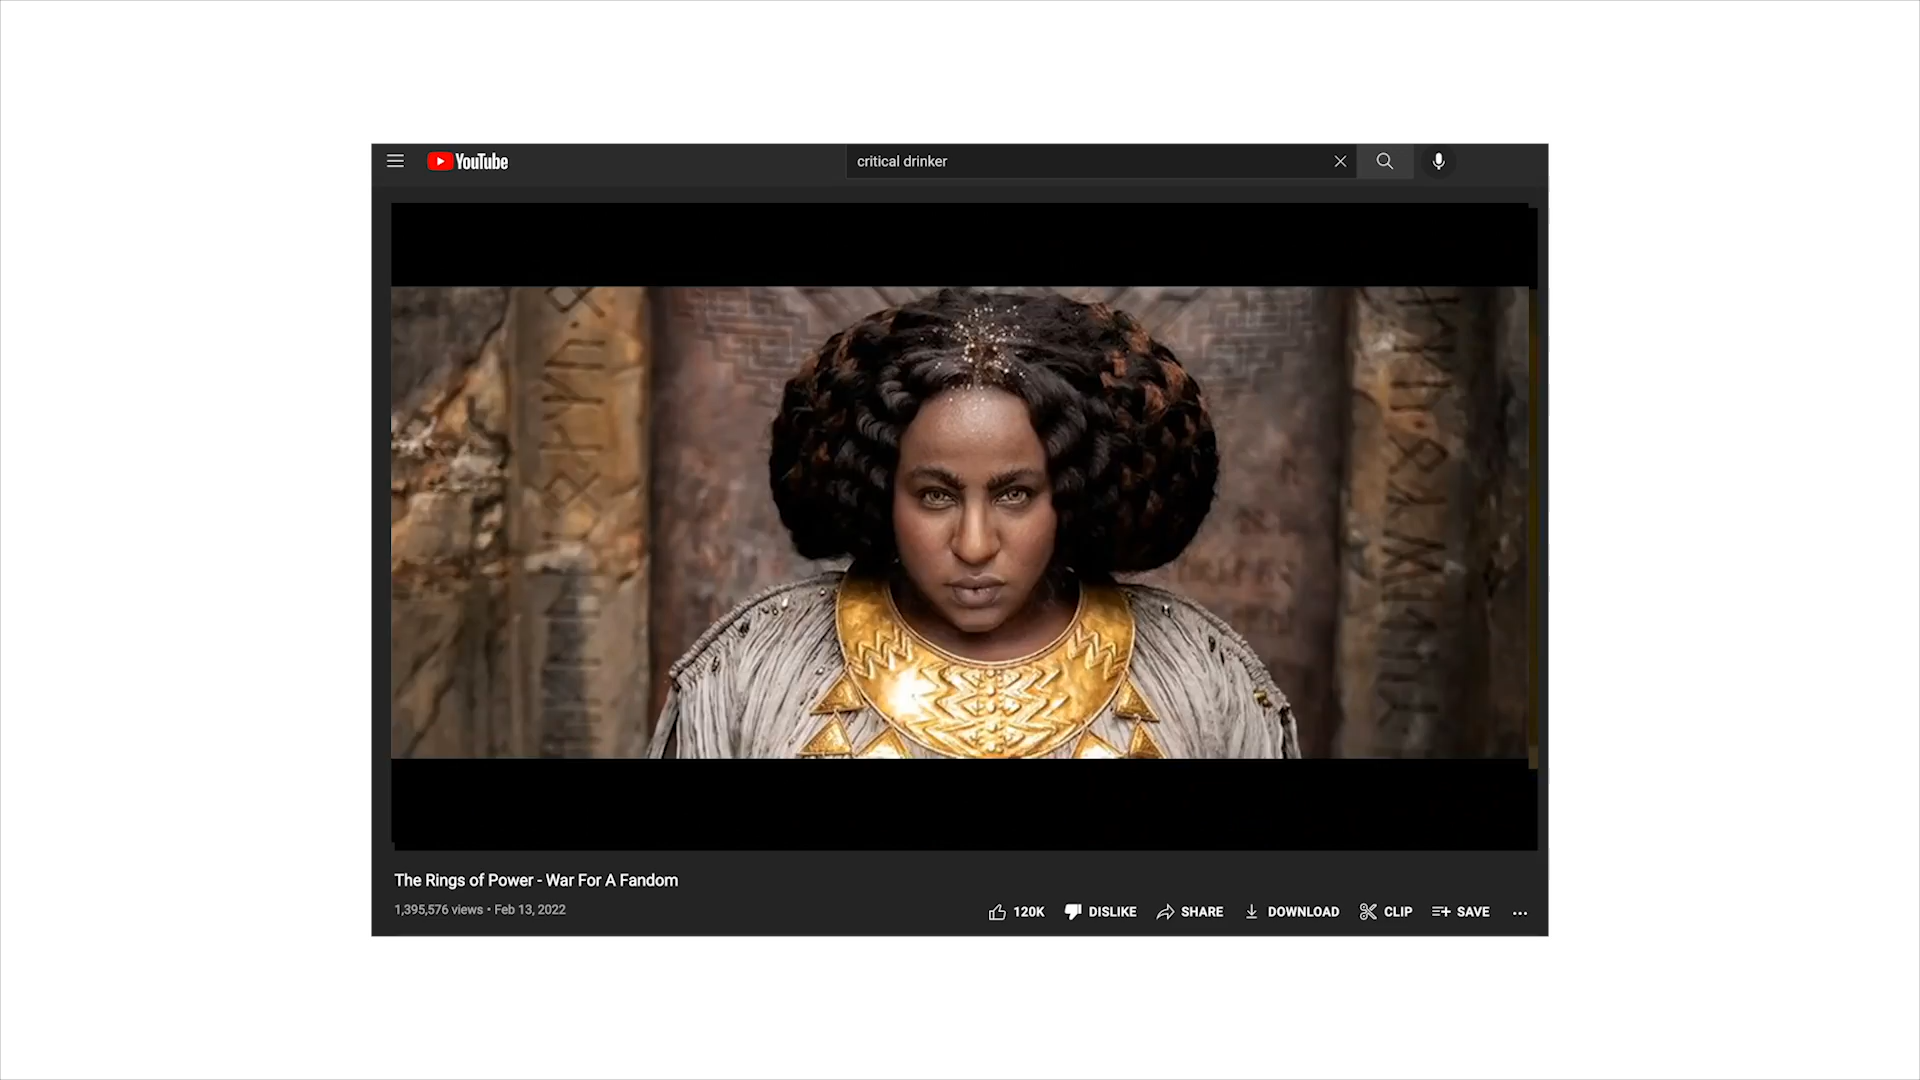 YouTube
critical drinker
The Rings of Power - War For A Fandom
1,395,576 views • Feb 13, 2022
120K DISLIKE SHARE DOWNLOAD CLIP SAVE